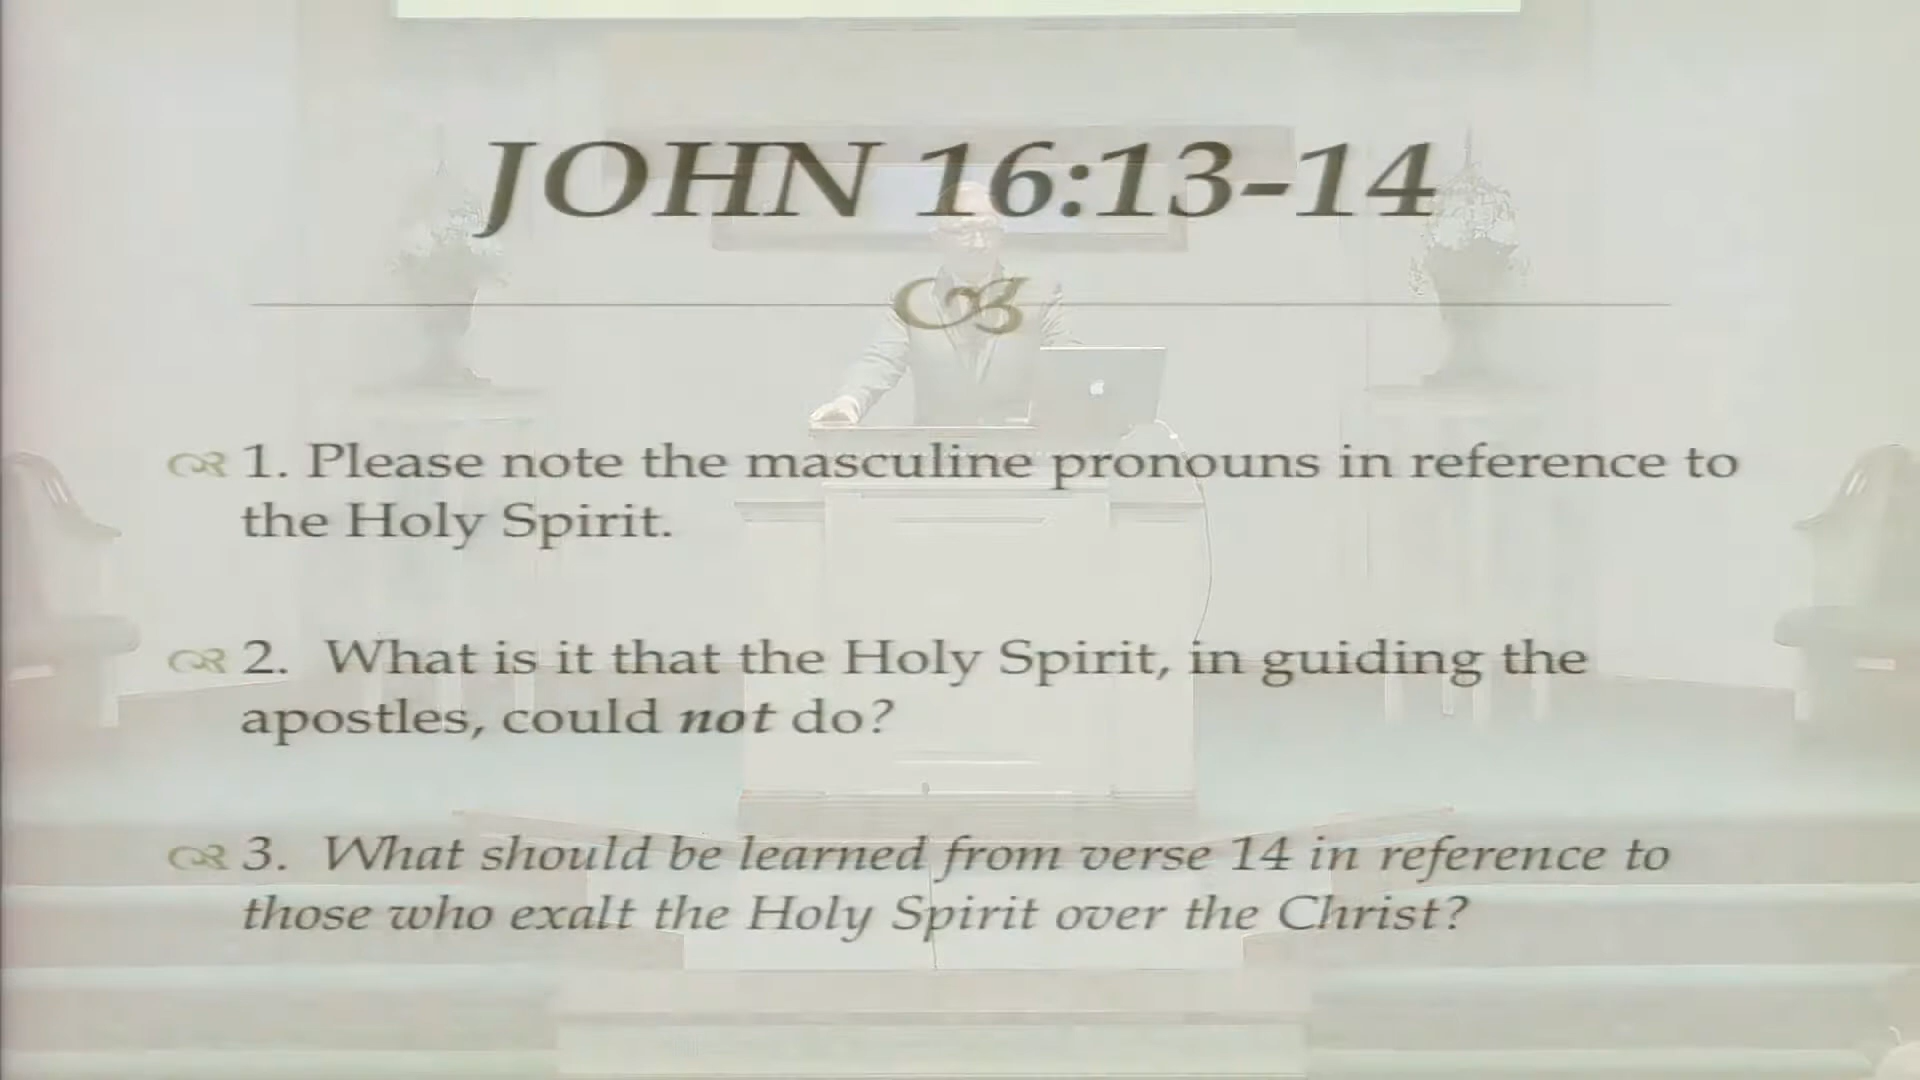 JOHN 16:13-14
1. Please note the masculine pronouns in reference to
the Holy Spirit.
2. What is it that the Holy Spirit, in guiding the
apostles, could not do?
3. What should be learned from verse 14 in reference to
those who exalt the Holy Spirit over the Christ?